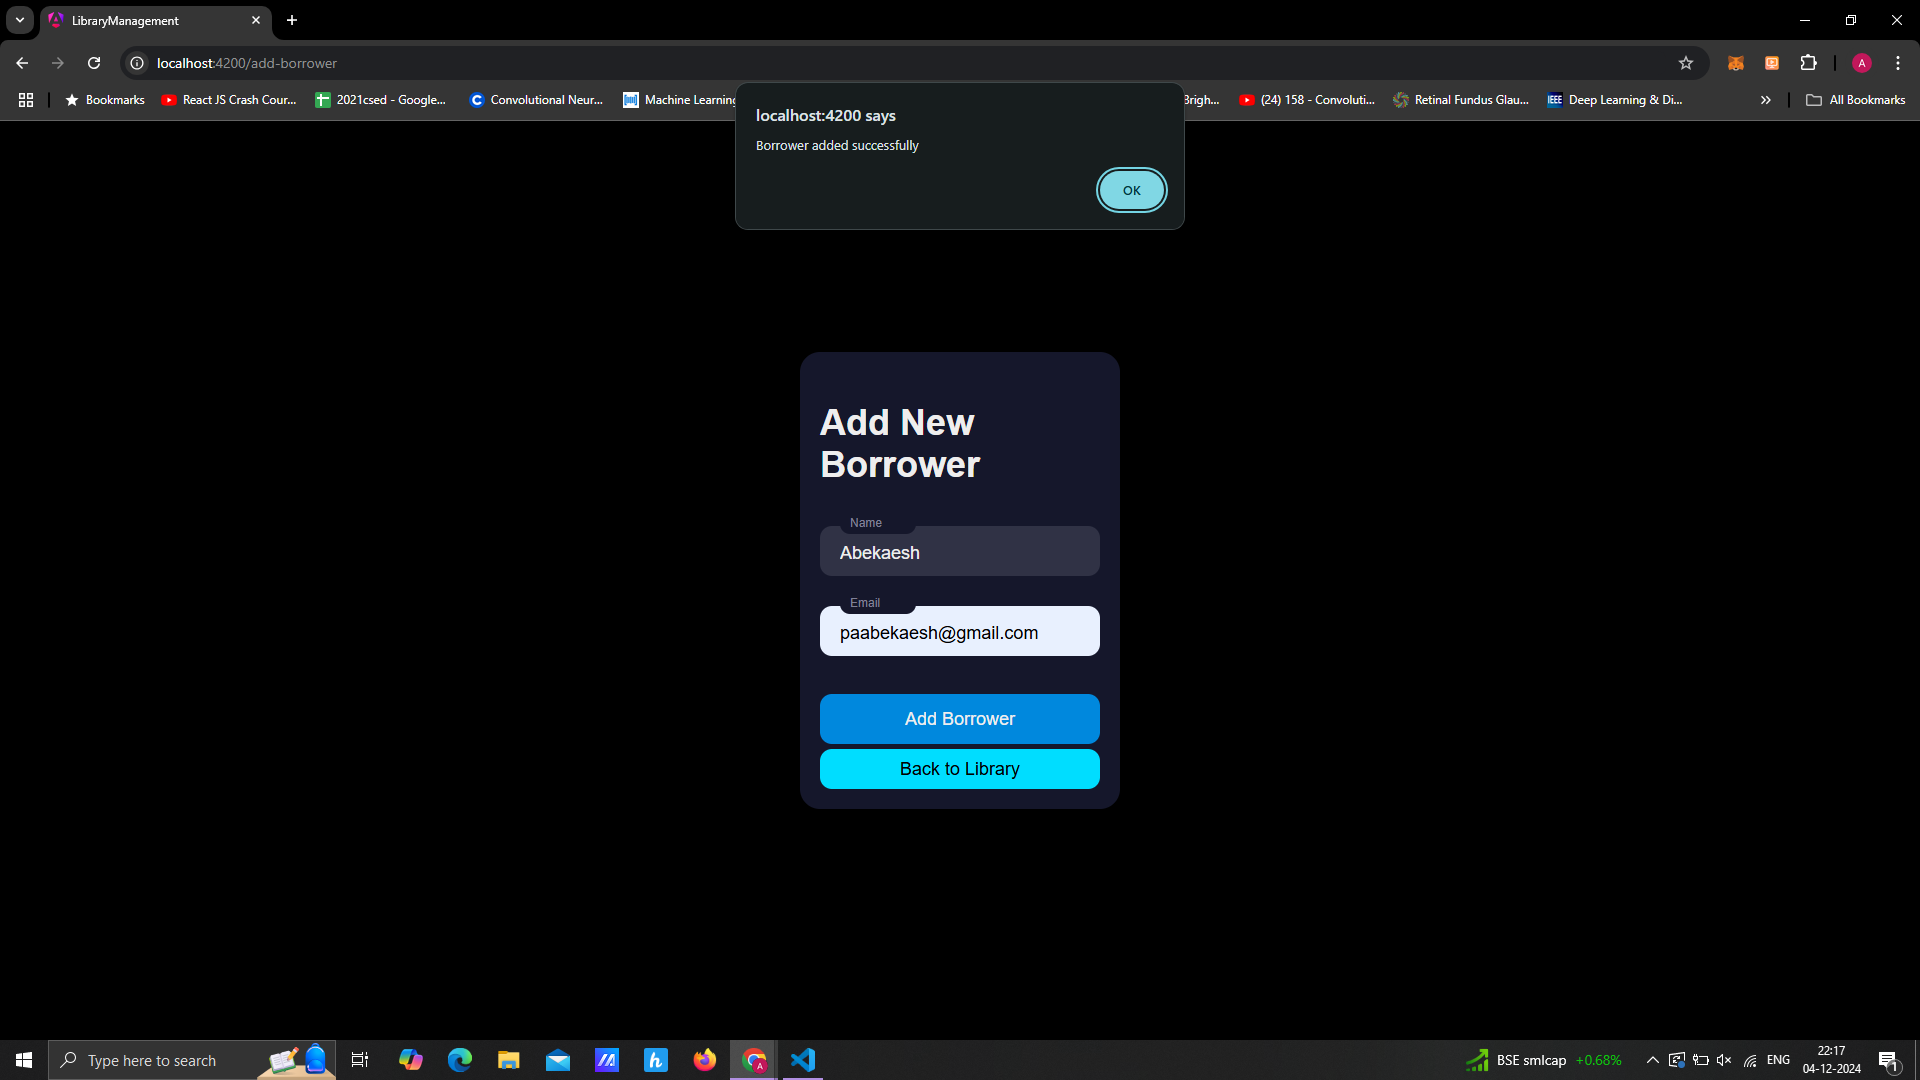 LibraryManagement
localhost:4200/add-borrower
Bookmarks
React JS Crash Cour...
2021csed - Google...
Convolutional Neur...
Machine Learning
Brigh...
(24) 158 - Convoluti...
Retinal Fundus Glau...
IEEE
Deep Learning & Di...
All Bookmarks
localhost:4200 says
Borrower added successfully
OK
Add New
Borrower
Name
Abekaesh
Email
paabekaesh@gmail.com
Add Borrower
Back to Library
Type here to search
BSE smlcap +0.68%
ENG
22:17
04-12-2024
1